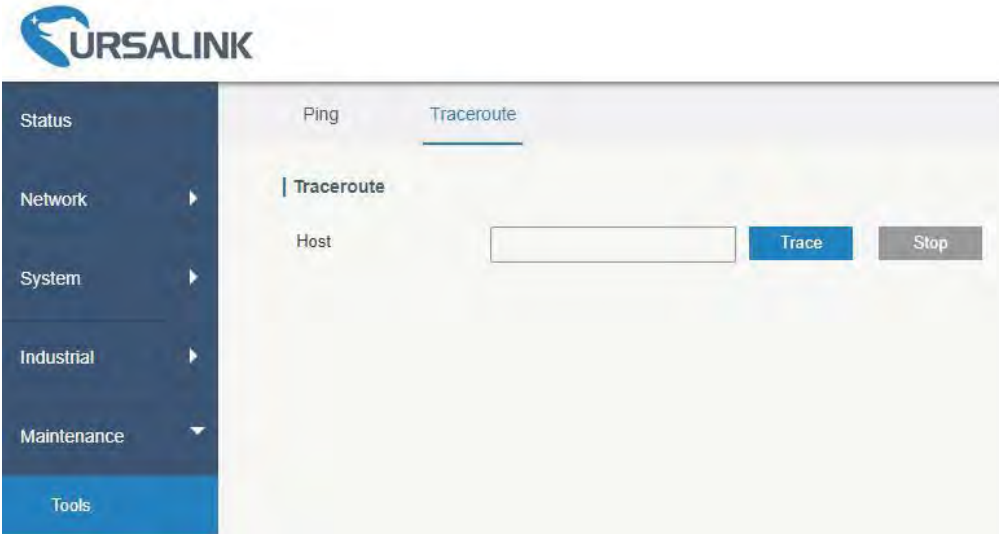 URSALINK
Status
Network
System
Industrial
Maintenance
Tools
Ping Traceroute
Traceroute
Host Trace Stop